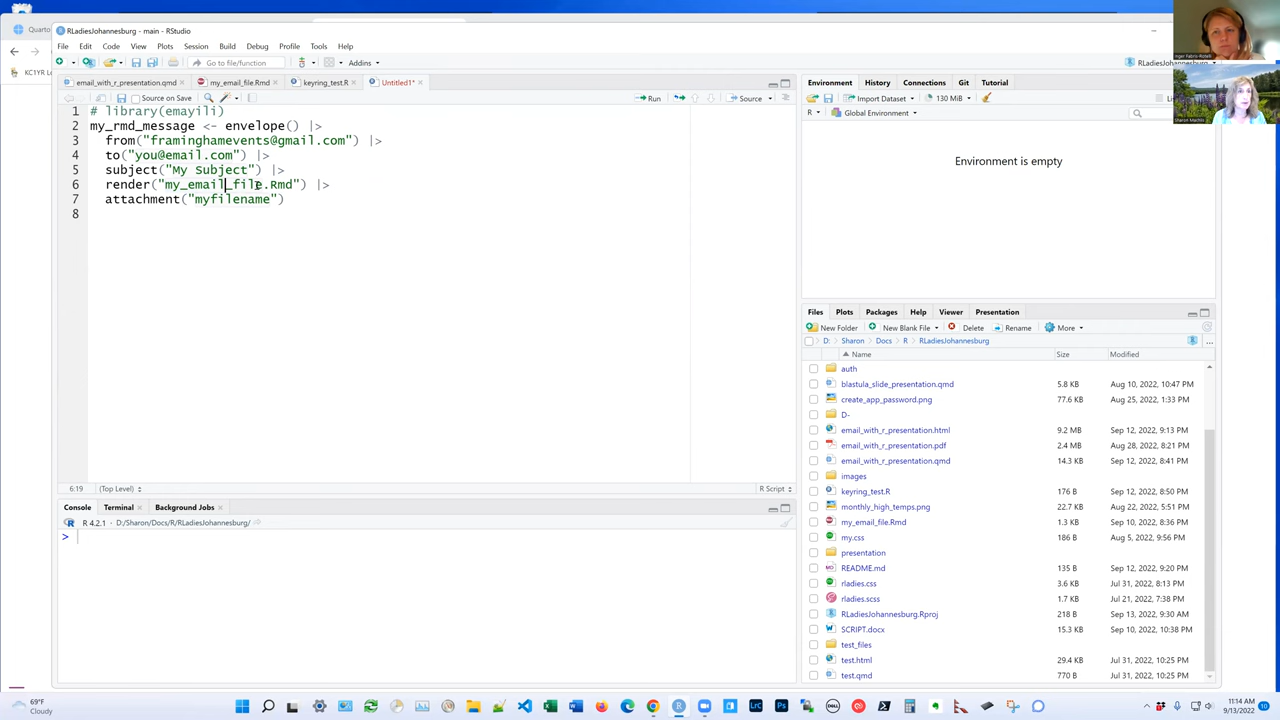 Quarto
RLadiesJohannesburg - main - RStudio
File Edit Code View Plots Session Build Debug Profile Tools Help
Go to file/function
Addins
RLadiesJohannesburg
KC1YR
email_with_r_presentation.qmd
my_email_file.Rmd
keyring_test.R
Untitled1*
Source on Save
Run
Source
1 # library(emayili)
2 my_rmd_message <- envelope() |>
3 from("framinghamevents@gmail.com") |>
4 to("you@email.com") |>
5 subject("My Subject") |>
6 render("my_email_file.Rmd") |>
7 attachment("myfilename")
8
6:19 (Top Level) R Script
Console Terminal Background Jobs
R 4.2.1 · D:/Sharon/Docs/R/RLadiesJohannesburg/
>
Environment History Connections Git Tutorial
Import Dataset 130 MiB
R Global Environment
Environment is empty
Files Plots Packages Help Viewer Presentation
New Folder New Blank File Delete Rename More
D: Sharon Docs R RLadiesJohannesburg
Name Size Modified
auth
blastula_slide_presentation.qmd 5.8 KB Aug 10, 2022, 10:47 PM
create_app_password.png 77.6 KB Aug 25, 2022, 1:33 PM
D-
email_with_r_presentation.html 9.2 MB Sep 12, 2022, 9:13 PM
email_with_r_presentation.pdf 2.4 MB Aug 28, 2022, 8:21 PM
email_with_r_presentation.qmd 14.3 KB Sep 12, 2022, 8:41 PM
images
keyring_test.R 176 B Sep 12, 2022, 8:50 PM
monthly_high_temps.png 22.7 KB Aug 22, 2022, 5:51 PM
my_email_file.Rmd 1.3 KB Sep 10, 2022, 8:36 PM
my.css 186 B Aug 5, 2022, 9:56 PM
presentation
README.md 135 B Sep 12, 2022, 9:20 PM
rladies.css 3.6 KB Jul 31, 2022, 8:13 PM
rladies.scss 1.7 KB Jul 21, 2022, 7:38 PM
RLadiesJohannesburg.Rproj 218 B Sep 13, 2022, 9:30 AM
SCRIPT.docx 15.3 KB Sep 10, 2022, 10:38 PM
test_files
test.html 29.4 KB Jul 31, 2022, 10:25 PM
test.qmd 770 B Jul 31, 2022, 10:25 PM
Inger Fabris-Rotelli
Sharon Machlis
69°F
Cloudy
DELL
LrC
Ps
11:14 AM
9/13/2022
10